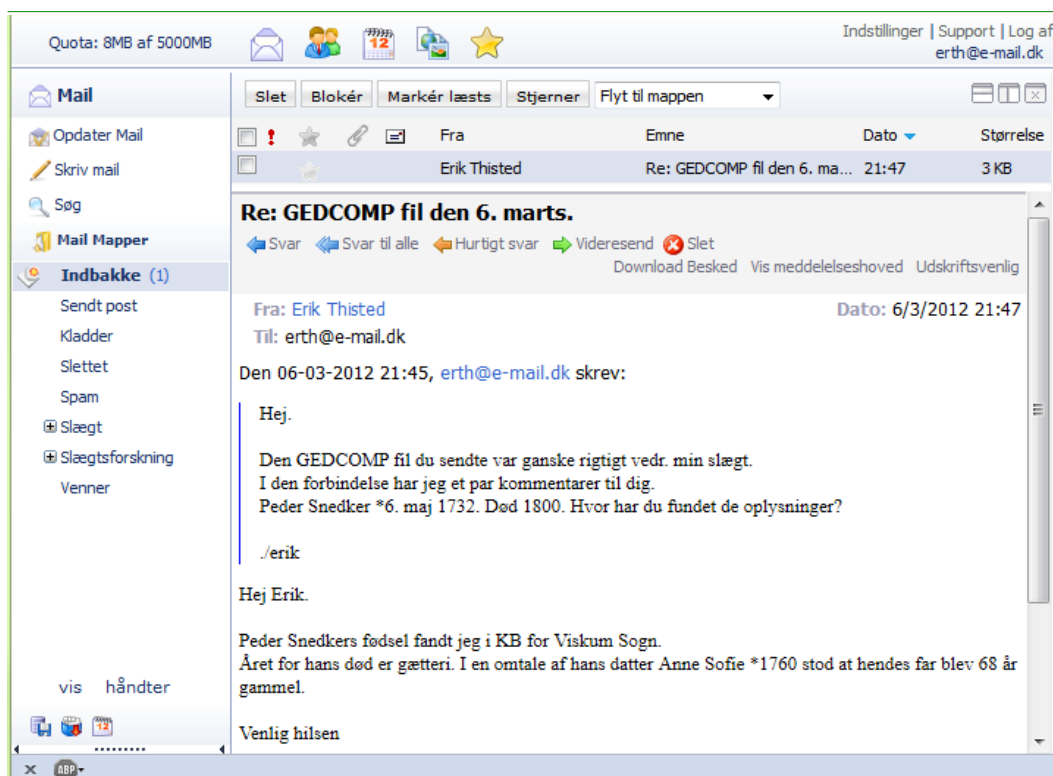 Quota: 8MB af 5000MB
12
Indstillinger | Support | Log af
erth@e-mail.dk
Mail
Opdater Mail
Skriv mail
Søg
Mail Mapper
Indbakke (1)
Sendt post
Kladder
Slettet
Spam
Slægt
Slægtsforskning
Venner
vis håndter
12
Slet Blokér Markér læsts Stjerner Flyt til mappen
! Fra Emne Dato Størrelse
Erik Thisted Re: GEDCOMP fil den 6. ma... 21:47 3 KB
Re: GEDCOMP fil den 6. marts.
Svar Svar til alle Hurtigt svar Videresend Slet
Download Besked Vis meddelelseshoved Udskriftsvenlig
Fra: Erik Thisted Dato: 6/3/2012 21:47
Til: erth@e-mail.dk
Den 06-03-2012 21:45, erth@e-mail.dk skrev:
Hej.
Den GEDCOMP fil du sendte var ganske rigtigt vedr. min slægt.
I den forbindelse har jeg et par kommentarer til dig.
Peder Snedker *6. maj 1732. Død 1800. Hvor har du fundet de oplysninger?
./erik
Hej Erik.
Peder Snedkers fødsel fandt jeg i KB for Viskum Sogn.
Året for hans død er gætteri. I en omtale af hans datter Anne Sofie *1760 stod at hendes far blev 68 år
gammel.
Venlig hilsen
x ABP